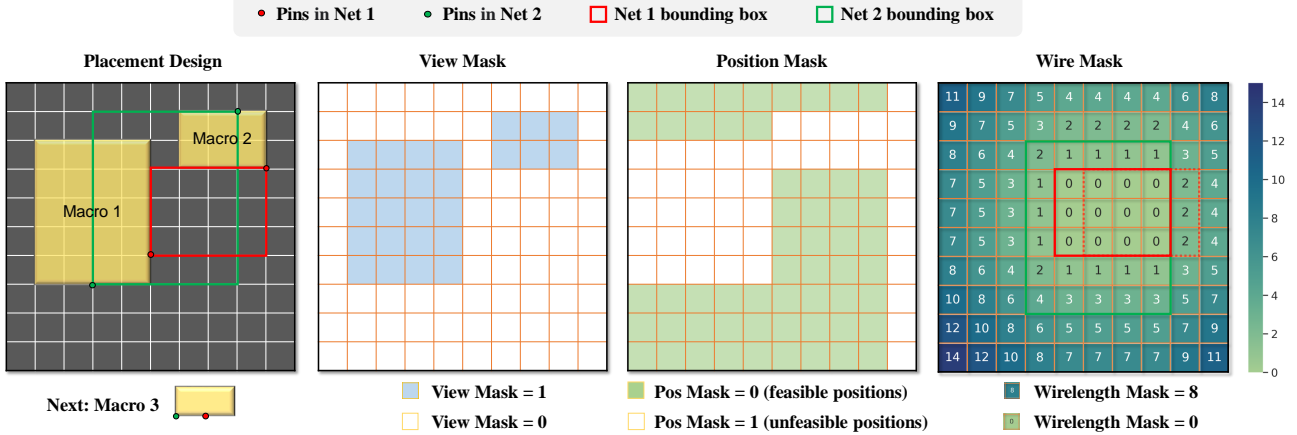 Pins in Net 1 Pins in Net 2 Net 1 bounding box Net 2 bounding box
Placement Design View Mask Position Mask Wire Mask
Macro 1
Macro 2
11 9 7 5 4 4 4 4 6 8
9 7 5 3 2 2 2 2 4 6
8 6 4 2 1 1 1 1 3 5
7 5 3 1 0 0 0 0 2 4
7 5 3 1 0 0 0 0 2 4
7 5 3 1 0 0 0 0 2 4
8 6 4 2 1 1 1 1 3 5
10 8 6 4 3 3 3 3 5 7
12 10 8 6 5 5 5 5 7 9
14 12 10 8 7 7 7 7 9 11
14
12
10
8
6
4
2
0
Next: Macro 3
View Mask = 1 Pos Mask = 0 (feasible positions) 8 Wirelength Mask = 8
View Mask = 0 Pos Mask = 1 (unfeasible positions) 0 Wirelength Mask = 0